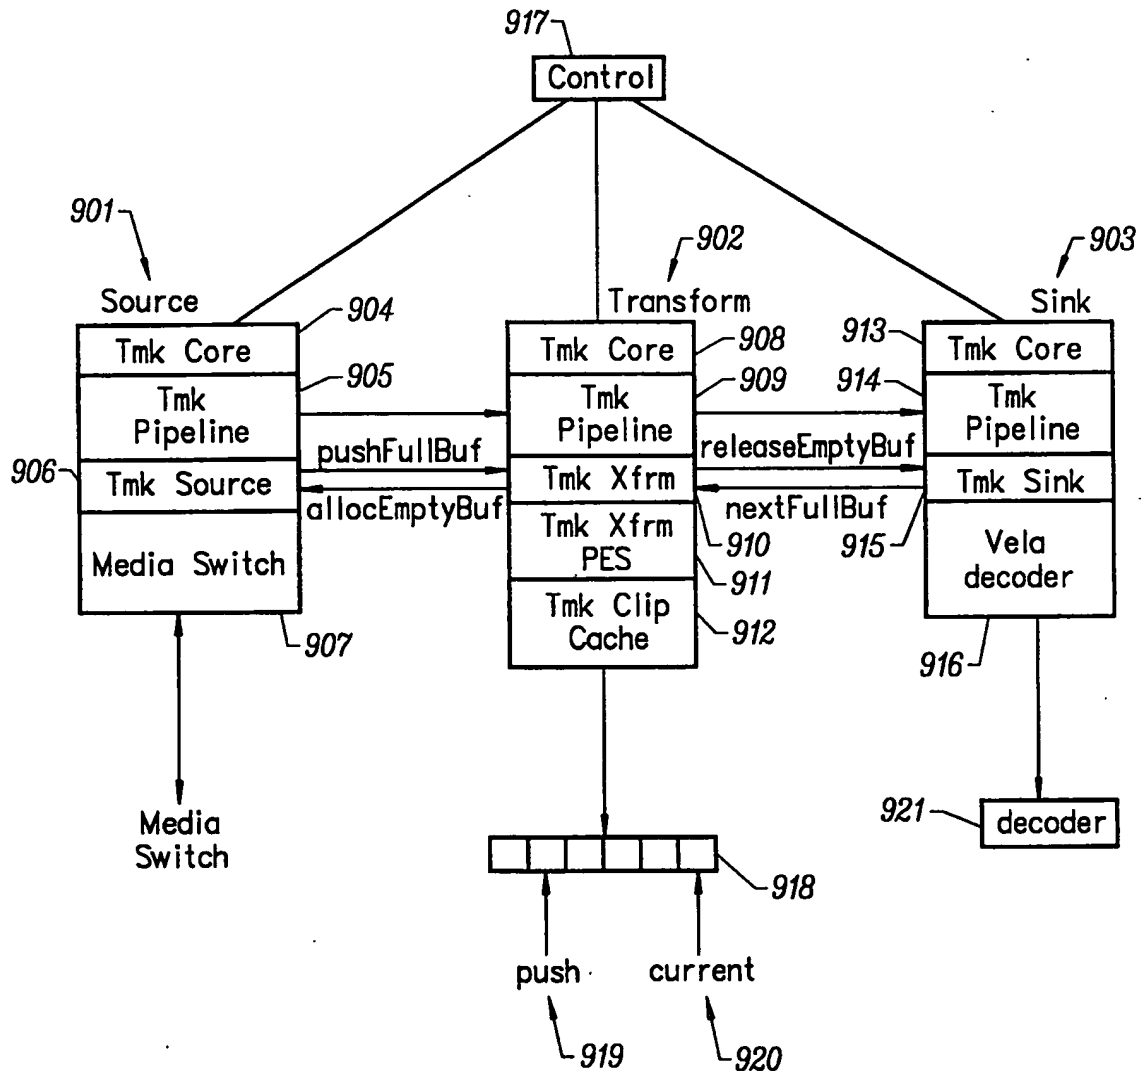 917
Control
901
902
903
Source
Transform
Sink
904
Tmk Core
905
Tmk
Pipeline
906
Tmk Source
Media Switch
907
pushFullBuf
allocEmptyBuf
Tmk Core
908
909
Tmk
Pipeline
Tmk Xfrm
910
Tmk Xfrm
PES
911
Tmk Clip
Cache
912
releaseEmptyBuf
nextFullBuf
913
Tmk Core
914
Tmk
Pipeline
Tmk Sink
915
Vela
decoder
916
Media
Switch
921
decoder
918
push
current
919
920